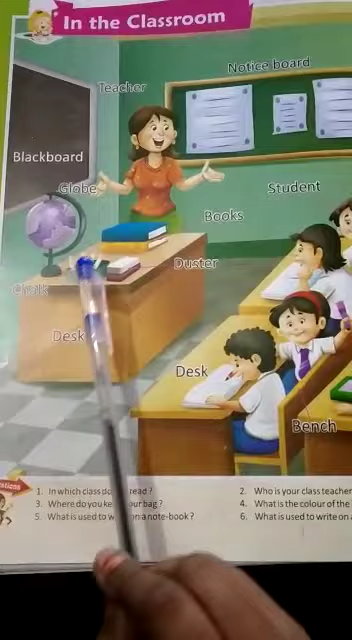 In the Classroom
Notice board
Teacher
Blackboard
Globe
Student
Books
Duster
Chalk
Desk
Desk
Bench
1. In which class do read ?
2. Who is your class teacher
3. Where do you ke our bag ?
4. What is the colour of the
5. What is used to w on a note-book ?
6. What is used to write on